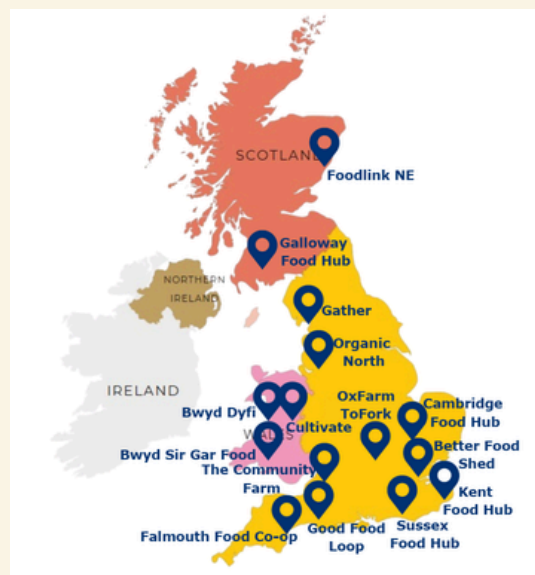 SCOTLAND
Foodlink NE
Galloway
Food Hub
NORTHERN
IRELAND
Gather
Organic
North
IRELAND
OxFarm
ToFork
Cambridge
Food Hub
Bwyd Dyfi
Cultivate
WALES
Better Food
Shed
Bwyd Sir Gar Food
The Community
Farm
Kent
Food Hub
Good Food
Loop
Sussex
Food Hub
Falmouth Food Co-op